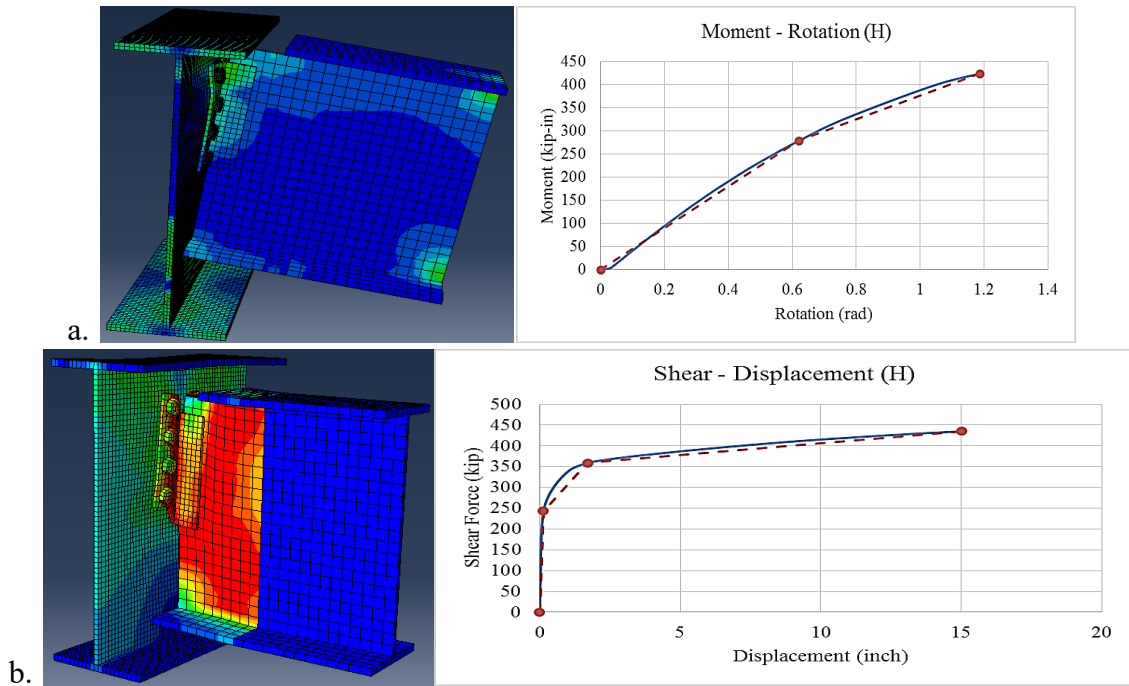 a.
Moment - Rotation (H)
Moment (kip-in)
450
400
350
300
250
200
150
100
50
0
0 0.2 0.4 0.6 0.8 1 1.2 1.4
Rotation (rad)
b.
Shear - Displacement (H)
Shear Force (kip)
500
450
400
350
300
250
200
150
100
50
0
0 5 10 15 20
Displacement (inch)